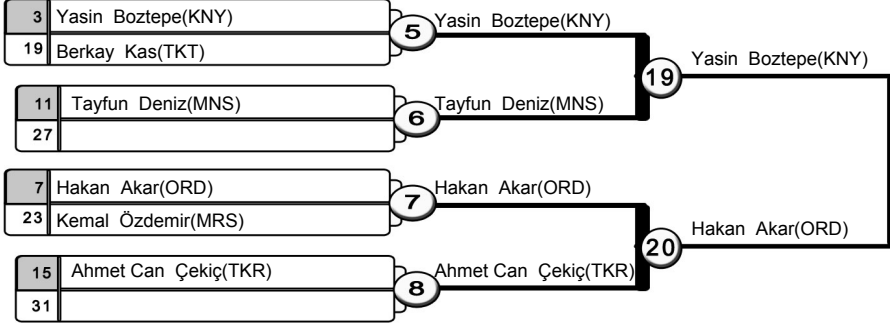 3 Yasin Boztepe(KNY)
19 Berkay Kas(TKT)
5 Yasin Boztepe(KNY)
11 Tayfun Deniz(MNS)
27
6 Tayfun Deniz(MNS)
19 Yasin Boztepe(KNY)
7 Hakan Akar(ORD)
23 Kemal Özdemir(MRS)
7 Hakan Akar(ORD)
15 Ahmet Can Çekiç(TKR)
31
8 Ahmet Can Çekiç(TKR)
20 Hakan Akar(ORD)